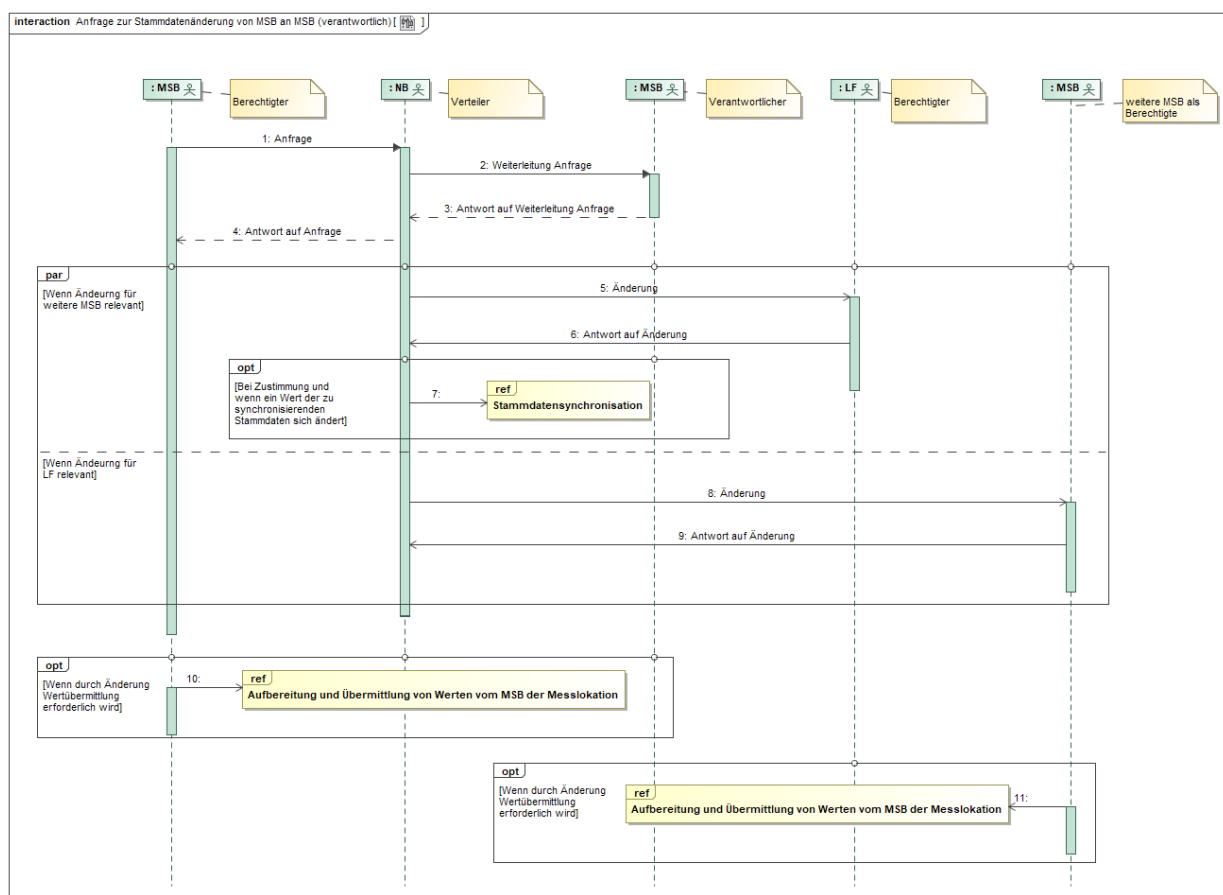 interaction Anfrage zur Stammdatenänderung von MSB an MSB (verantwortlich) [ ]
: MSB
Berechtigter
: NB
Verteiler
: MSB
Verantwortlicher
: LF
Berechtigter
: MSB
weitere MSB als
Berechtigte
1: Anfrage
2: Weiterleitung Anfrage
3: Antwort auf Weiterleitung Anfrage
4: Antwort auf Anfrage
par
[Wenn Ändeurng für
weitere MSB relevant]
5: Änderung
6: Antwort auf Änderung
opt
[Bei Zustimmung und
wenn ein Wert der zu
synchronisierenden
Stammdaten sich ändert]
7:
ref
Stammdatensynchronisation
[Wenn Ändeurng für
LF relevant]
8: Änderung
9: Antwort auf Änderung
opt
[Wenn durch Änderung
Wertübermittlung
erforderlich wird]
10:
ref
Aufbereitung und Übermittlung von Werten vom MSB der Messlokation
opt
[Wenn durch Änderung
Wertübermittlung
erforderlich wird]
ref
Aufbereitung und Übermittlung von Werten vom MSB der Messlokation
11: